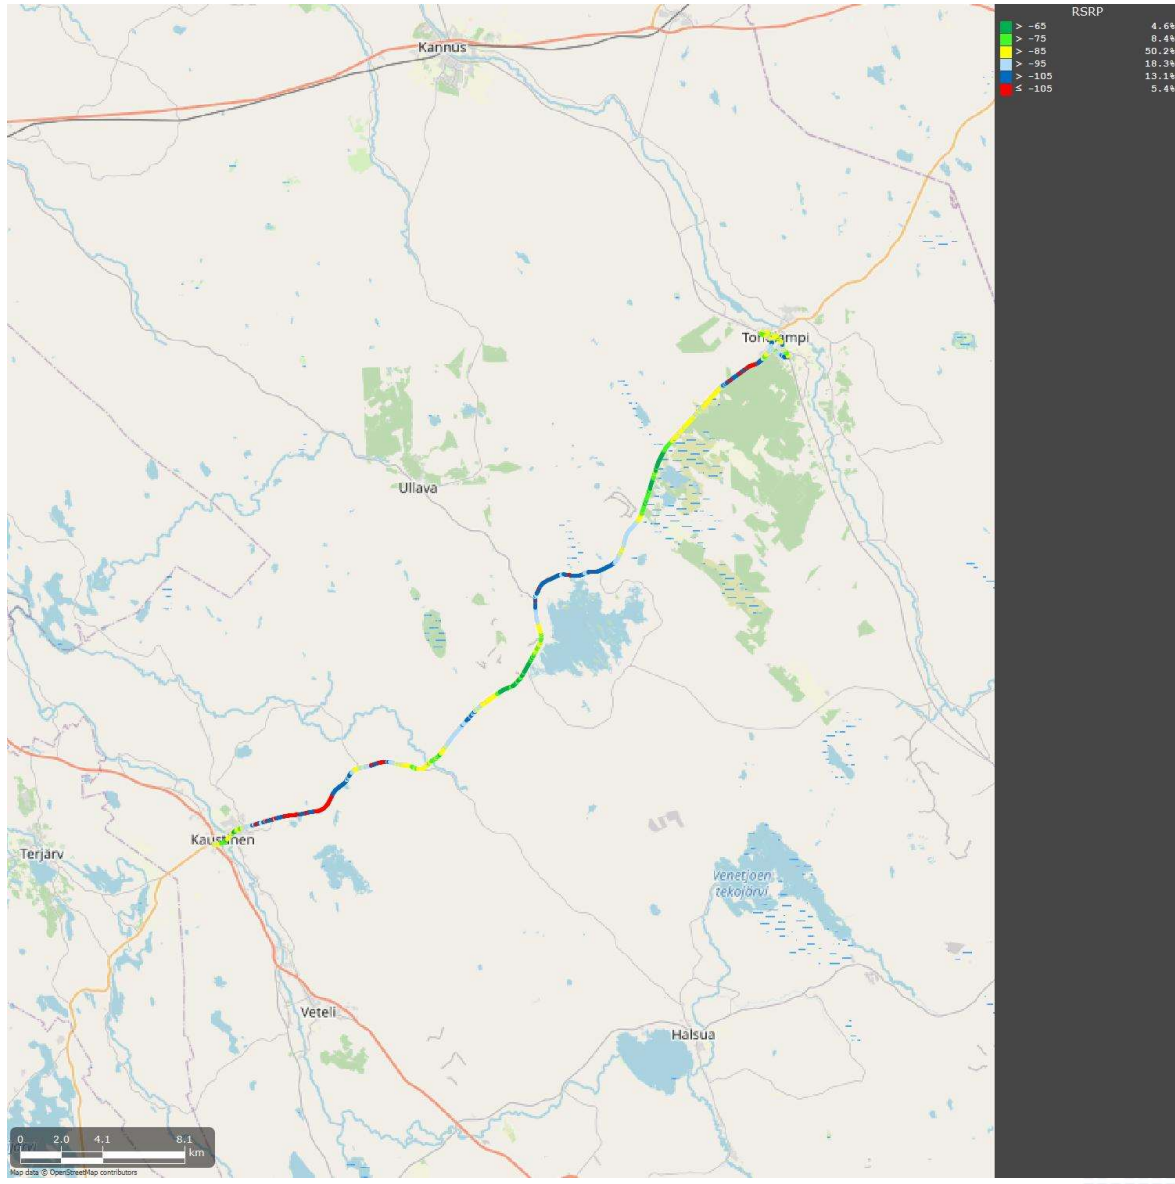 RSRP
> -65 4.6%
> -75 8.4%
> -85 50.2%
> -95 18.3%
> -105 13.1%
≤ -105 5.4%
Kannus
Ullava
Kaustinen
Terjärv
Venetjoen
tekojärvi
Veteli
Halsua
0 2.0 4.1 8.1
km
Map data © OpenStreetMap contributors